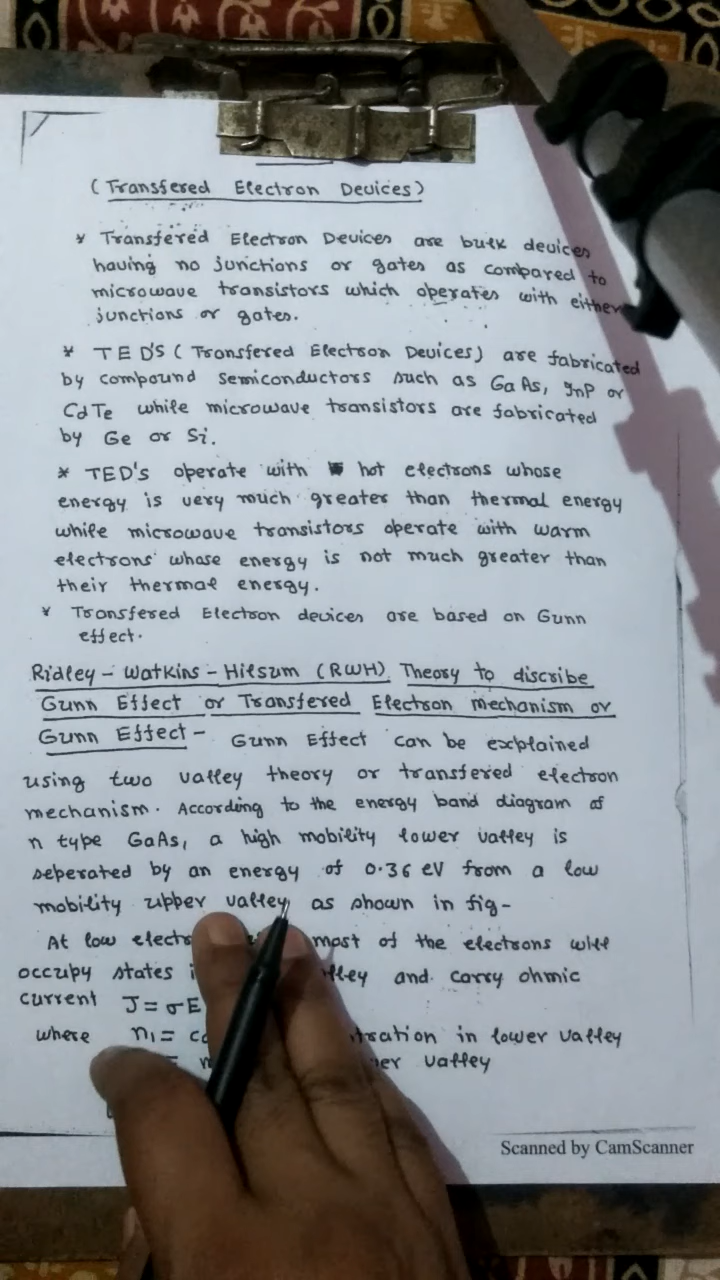 (Transfered Electron Devices)
* Transfered Electron Devices are bulk devices
having no junctions or gates as compared to
microwave transistors which operates with either
junctions or gates.
* TED'S (Transfered Electron Devices) are fabricated
by compound semiconductors such as GaAs, InP or
CdTe while microwave transistors are fabricated
by Ge or Si.
* TED's operate with hot electrons whose
energy is very much greater than thermal energy
while microwave transistors operate with warm
electrons whose energy is not much greater than
their thermal energy.
* Transfered Electron devices are based on Gunn
effect.
Ridley - Watkins - Hilsum (RWH) Theory to discribe
Gunn Effect or Transfered Electron mechanism or
Gunn Effect - Gunn Effect can be explained
using two valley theory or transfered electron
mechanism. According to the energy band diagram of
n type GaAs, a high mobility lower valley is
seperated by an energy of 0.36 eV from a low
mobility upper valley as shown in fig-
At low most of the electrons will
occupy states and carry ohmic
current J = σE
where n1 = in lower valley
= valley
Scanned by CamScanner